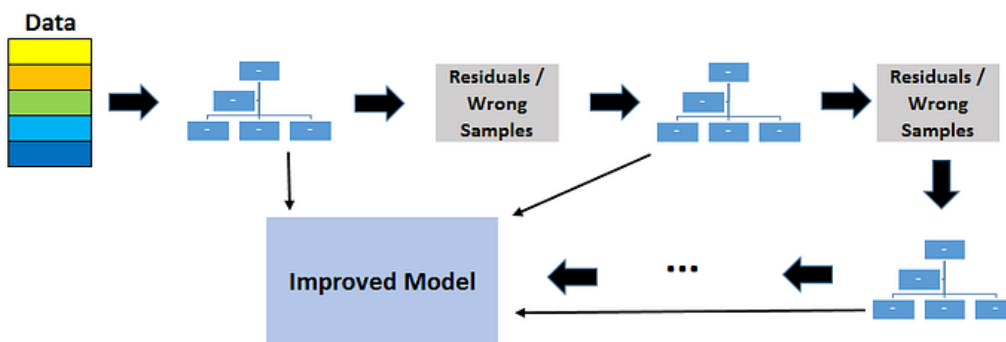 Data
-
-
- - -
Residuals /
Wrong
Samples
-
-
- - -
Residuals /
Wrong
Samples
Improved Model
...
-
-
- - -